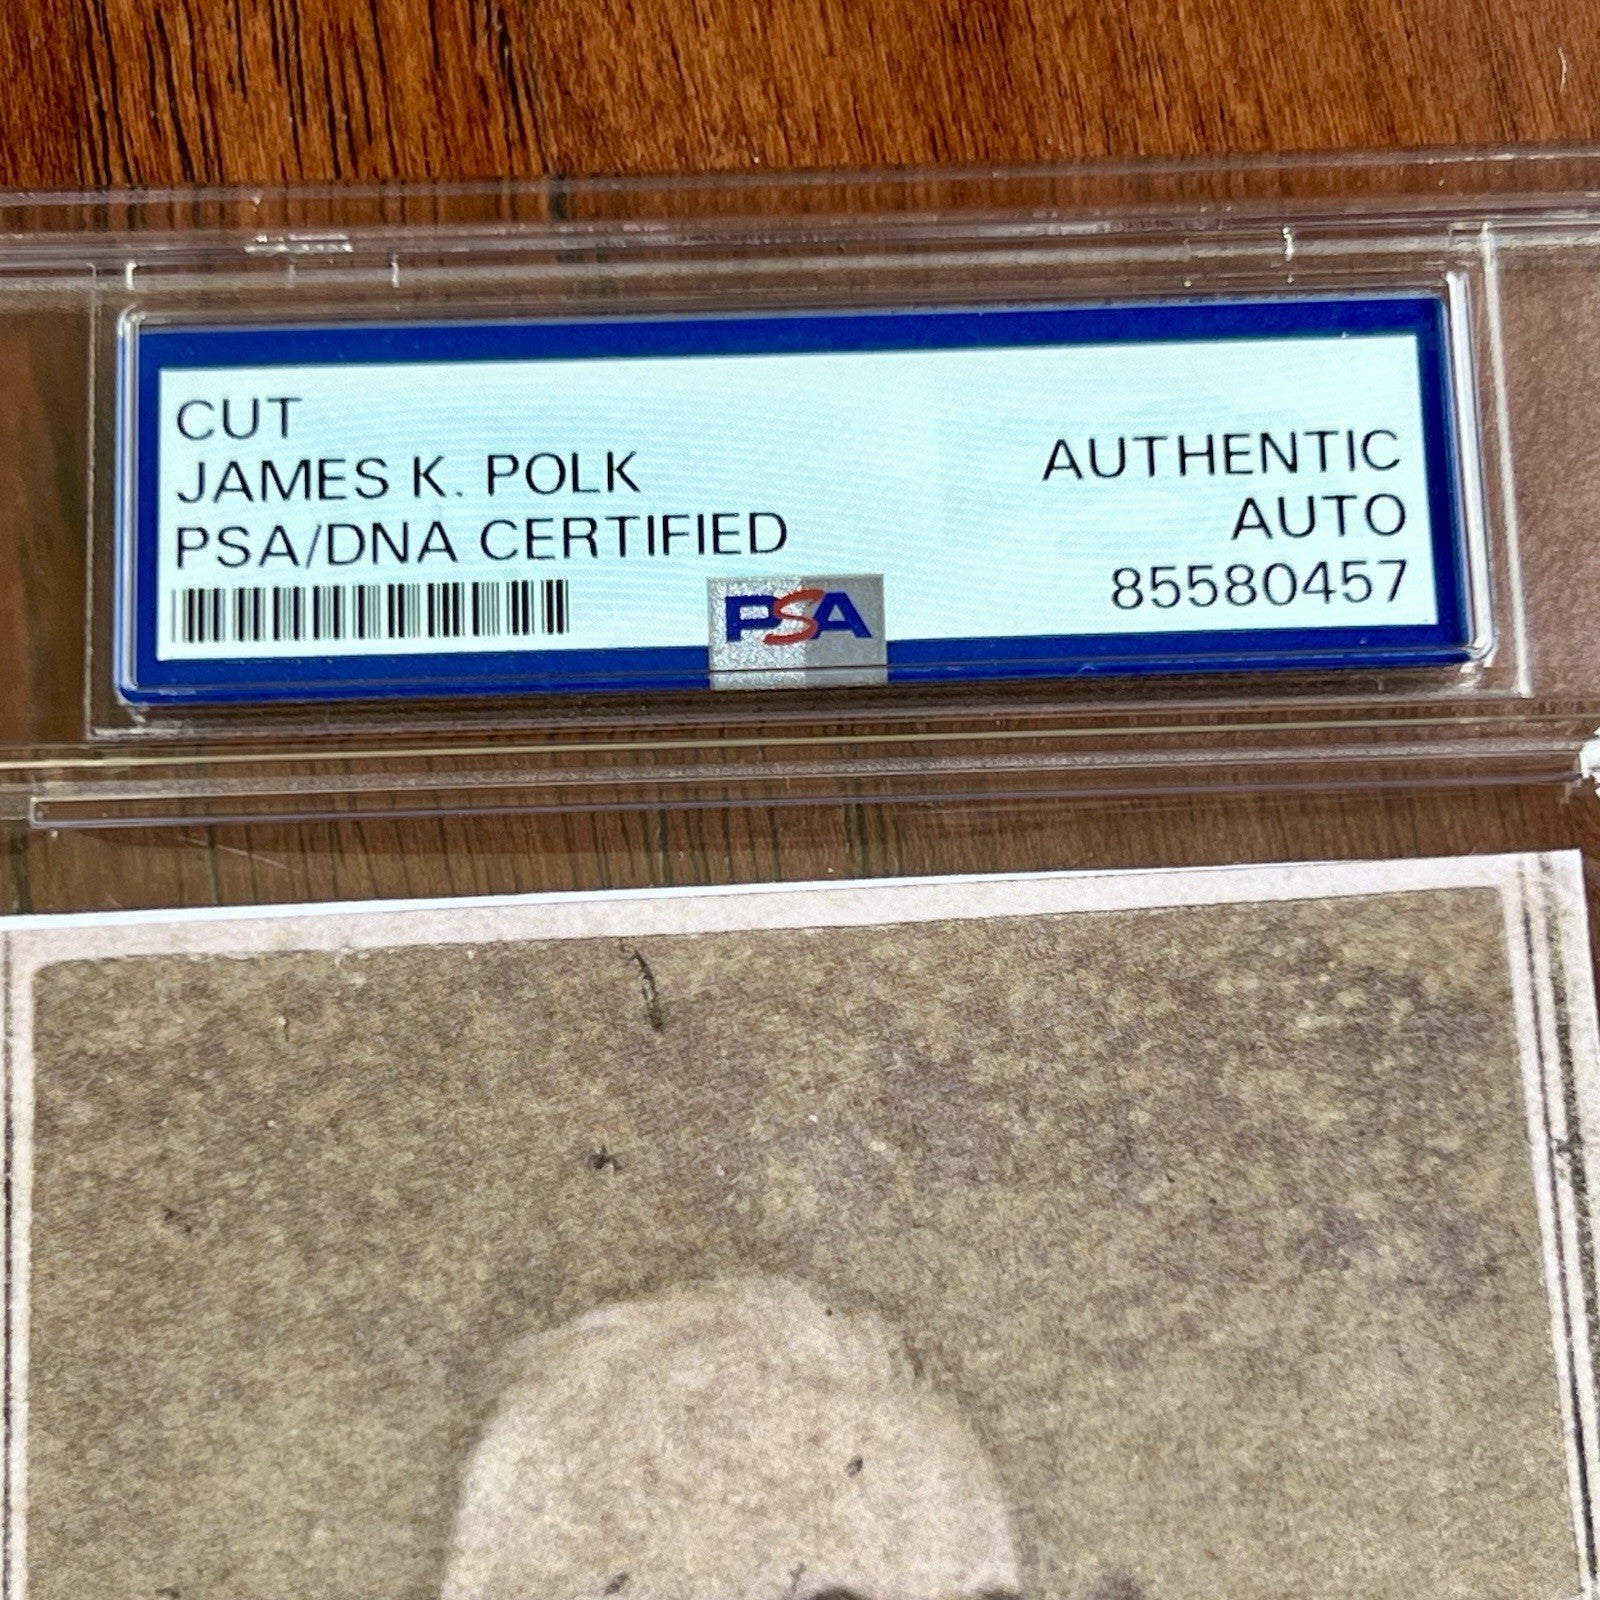 CUT
JAMES K. POLK
PSA/DNA CERTIFIED
AUTHENTIC
AUTO
85580457
PSA